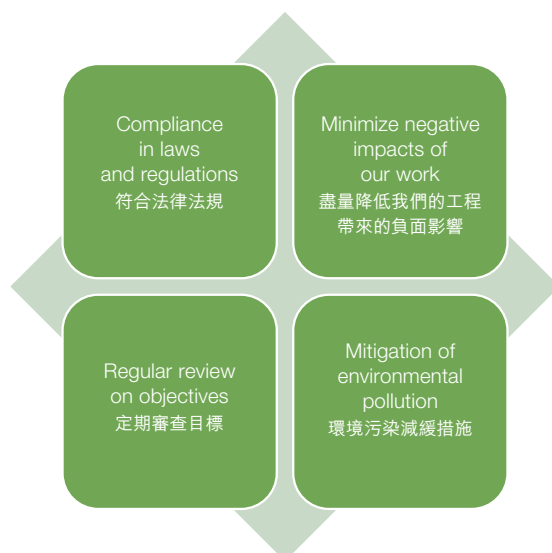 Compliance
in laws
and regulations
符合法律法規
Minimize negative
impacts of
our work
盡量降低我們的工程
帶來的負面影響
Regular review
on objectives
定期審查目標
Mitigation of
environmental
pollution
環境污染減緩措施